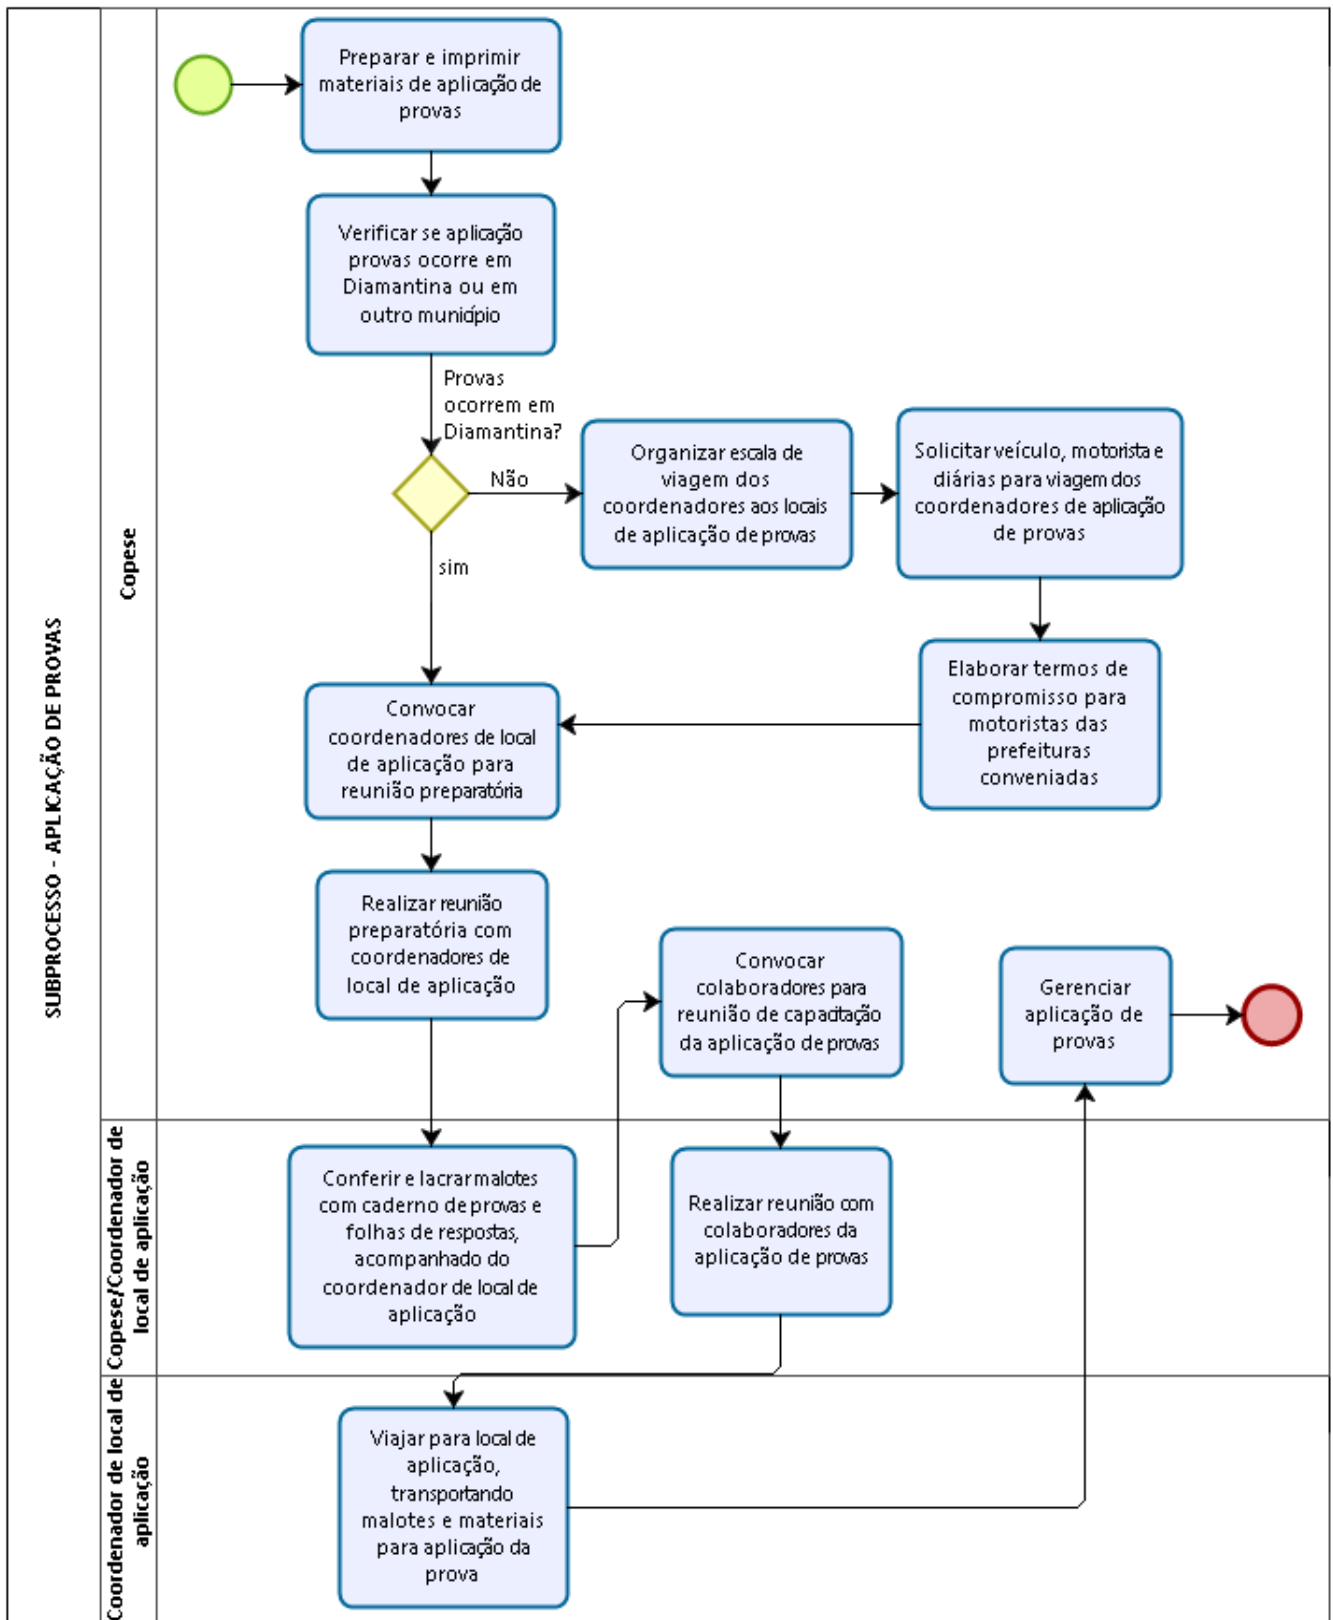 SUBPROCESSO - APLICAÇÃO DE PROVAS
Copese
Preparar e imprimir
materiais de aplicação de
provas
Verificar se aplicação
provas ocorre em
Diamantina ou em
outro município
Provas
ocorrem em
Diamantina?
Não
sim
Organizar escala de
viagem dos
coordenadores aos locais
de aplicação de provas
Solicitar veículo, motorista e
diárias para viagem dos
coordenadores de aplicação
de provas
Elaborar termos de
compromisso para
motoristas das
prefeituras
conveniadas
Convocar
coordenadores de local
de aplicação para
reunião preparatória
Realizar reunião
preparatória com
coordenadores de
local de aplicação
Convocar
colaboradores para
reunião de capacitação
da aplicação de provas
Gerenciar
aplicação de
provas
Copese/Coordenador de
local de aplicação
Conferir e lacrar malotes
com caderno de provas e
folhas de respostas,
acompanhado do
coordenador de local de
aplicação
Realizar reunião com
colaboradores da
aplicação de provas
Coordenador de local de
aplicação
Viajar para local de
aplicação,
transportando
malotes e materiais
para aplicação da
prova